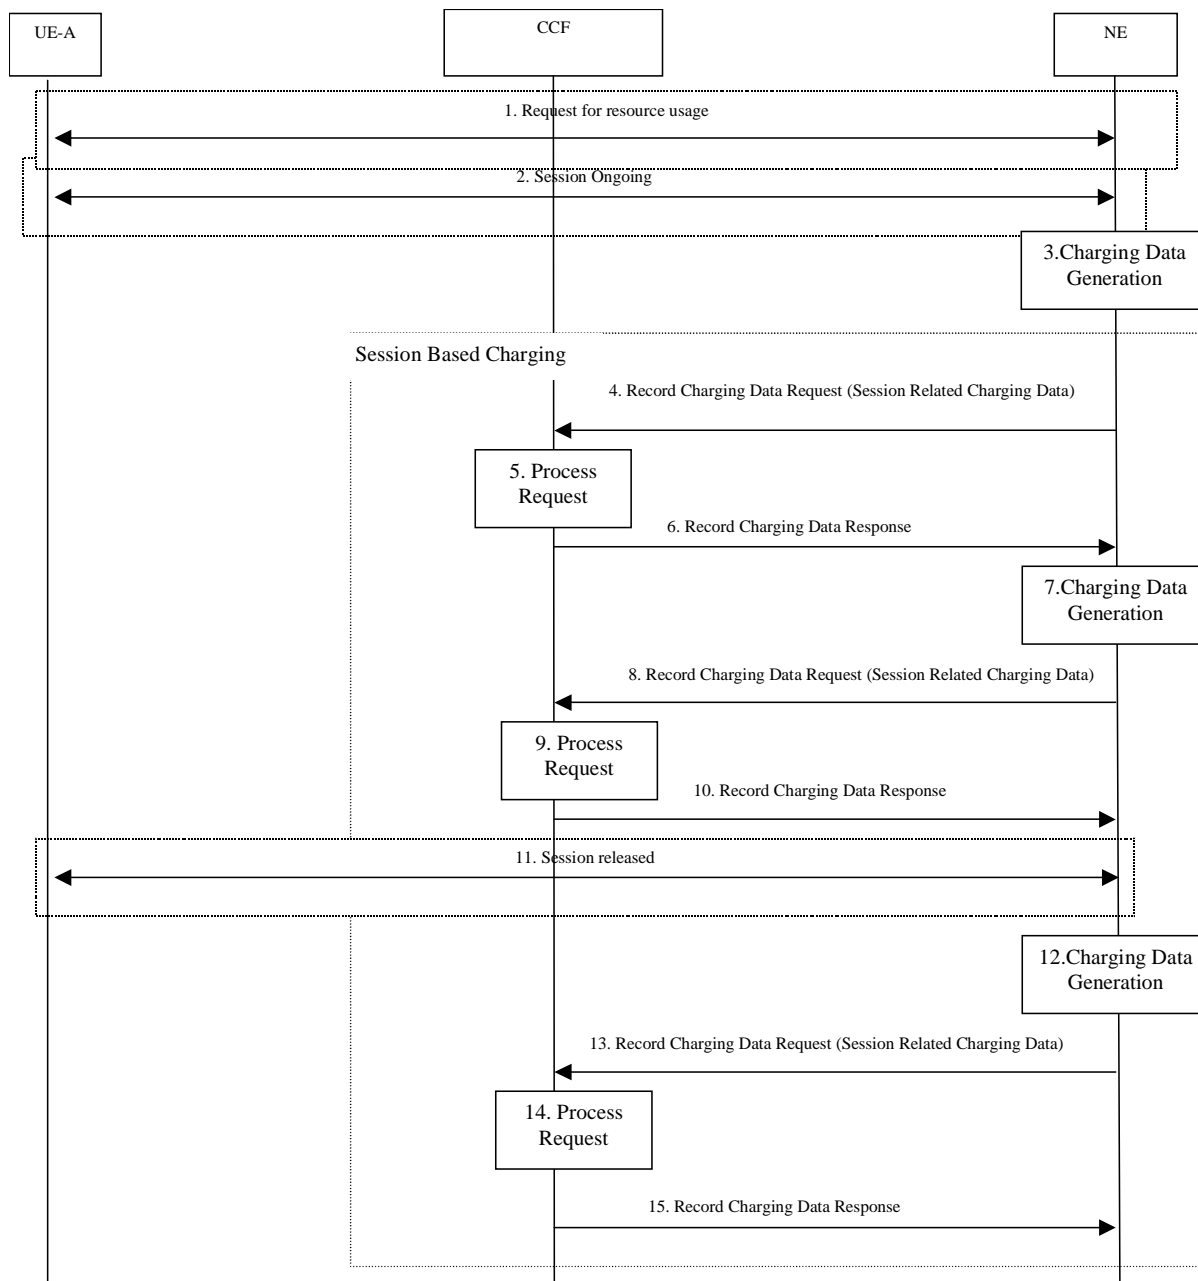 UE-A
CCF
NE
1. Request for resource usage
2. Session Ongoing
3.Charging Data
Generation
Session Based Charging
4. Record Charging Data Request (Session Related Charging Data)
5. Process
Request
6. Record Charging Data Response
7.Charging Data
Generation
8. Record Charging Data Request (Session Related Charging Data)
9. Process
Request
10. Record Charging Data Response
11. Session released
12.Charging Data
Generation
13. Record Charging Data Request (Session Related Charging Data)
14. Process
Request
15. Record Charging Data Response